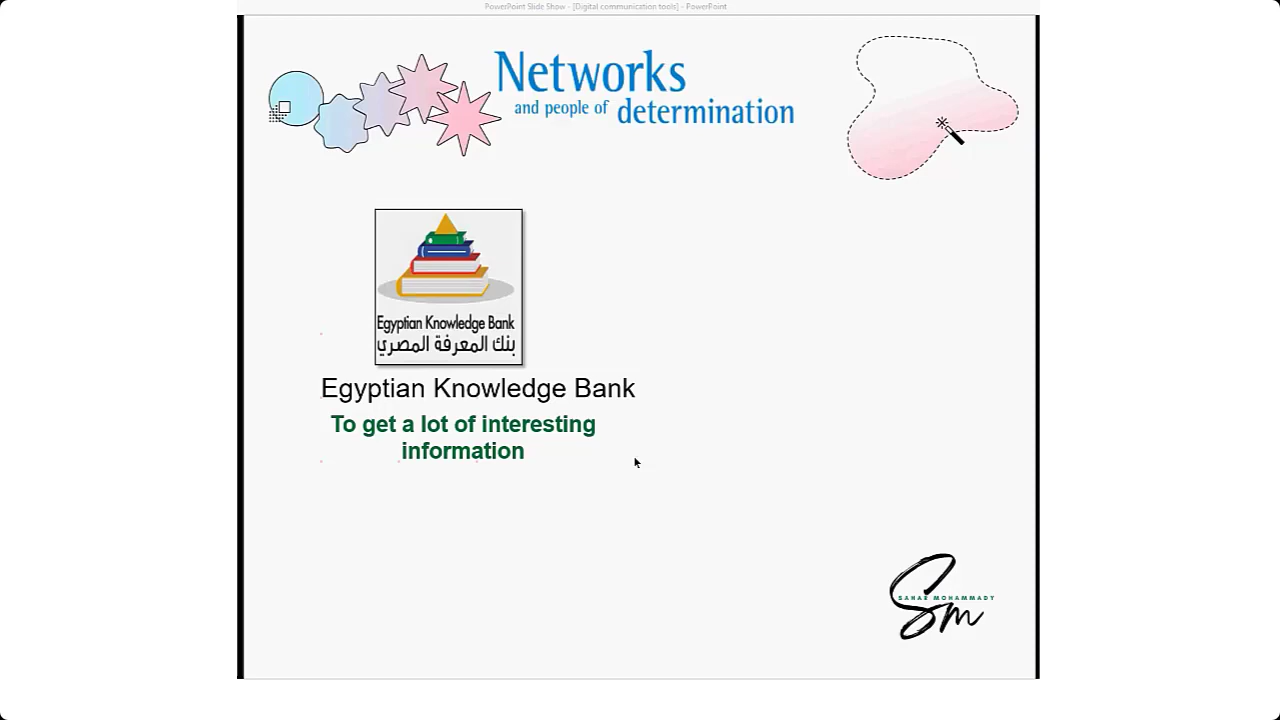 PowerPoint Slide Show - [Digital communication tools] - PowerPoint
Networks
and people of determination
Egyptian Knowledge Bank
بنك المعرفة المصري
Egyptian Knowledge Bank
To get a lot of interesting
information
SAHAR MOHAMMADY
Sm